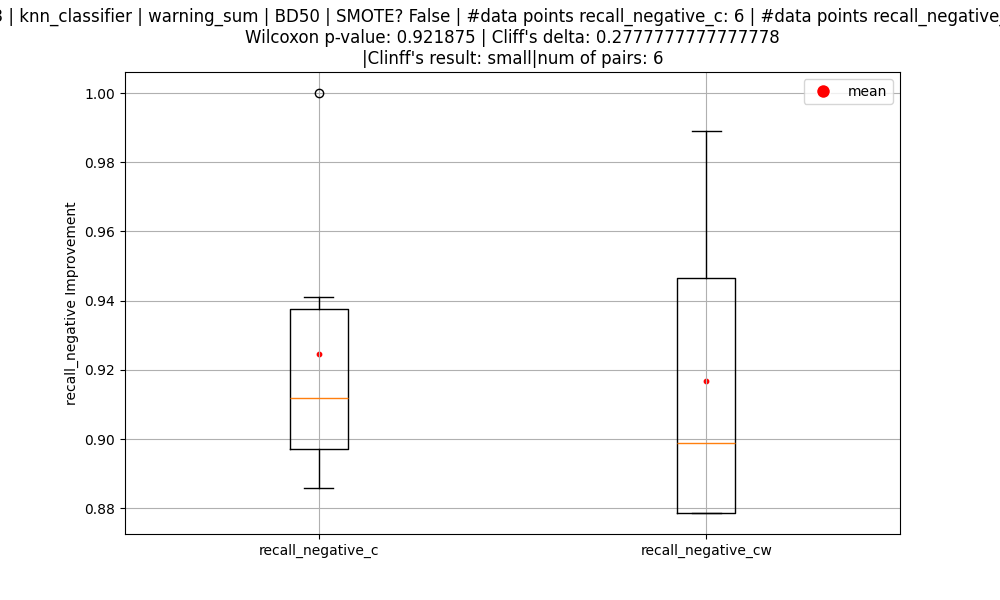 | knn_classifier | warning_sum | BD50 | SMOTE? False | #data points recall_negative_c: 6 | #data points recall_negative_
Wilcoxon p-value: 0.921875 | Cliff's delta: 0.2777777777777778
|Clinff's result: small|num of pairs: 6
mean
1.00
0.98
0.96
0.94
0.92
0.90
0.88
recall_negative Improvement
recall_negative_c
recall_negative_cw